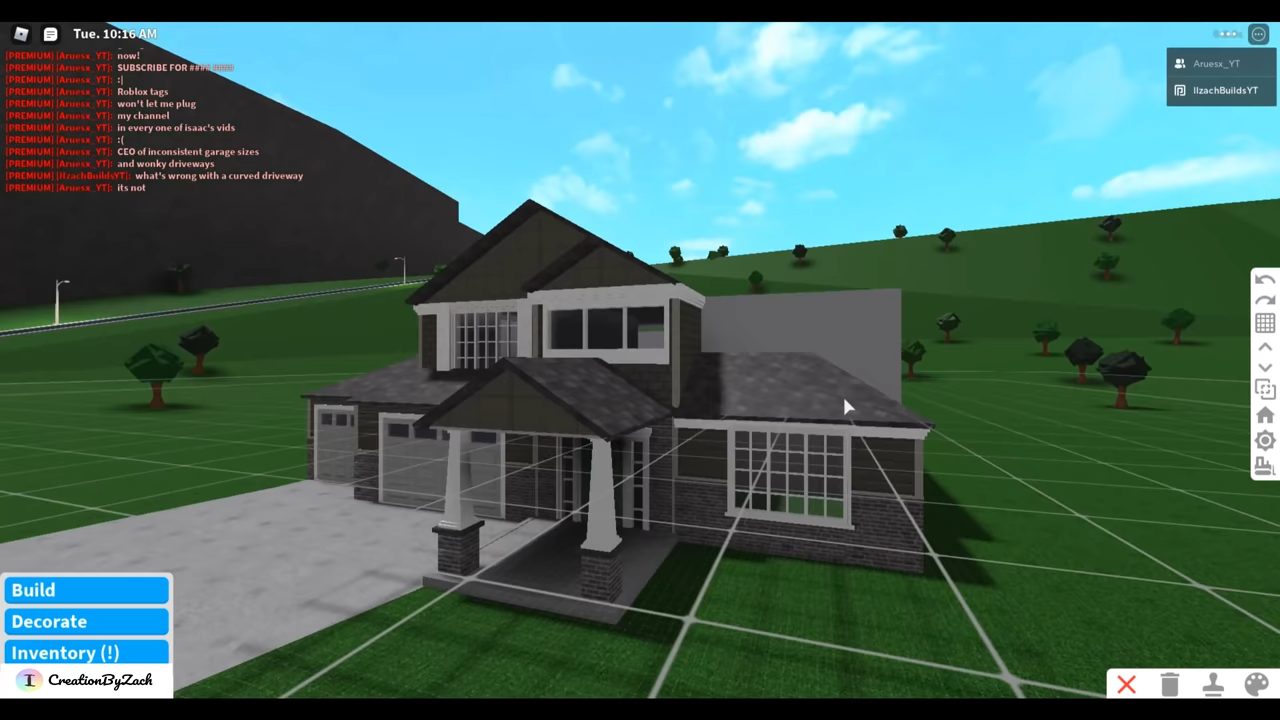 Tue. 10:16 AM
[PREMIUM] [Aruesx_YT]: now!
[PREMIUM] [Aruesx_YT]: SUBSCRIBE FOR #### ####
[PREMIUM] [Aruesx_YT]: :|
[PREMIUM] [Aruesx_YT]: Roblox tags
[PREMIUM] [Aruesx_YT]: won't let me plug
[PREMIUM] [Aruesx_YT]: my channel
[PREMIUM] [Aruesx_YT]: in every one of isaac's vids
[PREMIUM] [Aruesx_YT]: :(
[PREMIUM] [Aruesx_YT]: CEO of inconsistent garage sizes
[PREMIUM] [Aruesx_YT]: and wonky driveways
[PREMIUM] [IIzachBuildsYT]: what's wrong with a curved driveway
[PREMIUM] [Aruesx_YT]: its not
Aruesx_YT
IIzachBuildsYT
Build
Decorate
Inventory (!)
CreationByZach